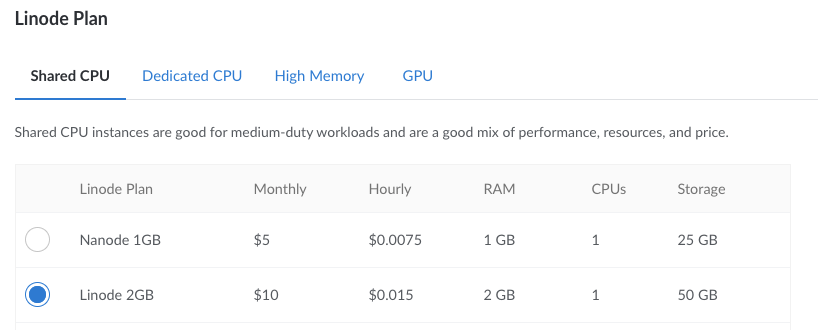 Linode Plan
Shared CPU Dedicated CPU High Memory GPU
Shared CPU instances are good for medium-duty workloads and are a good mix of performance, resources, and price.
Linode Plan Monthly Hourly RAM CPUs Storage
Nanode 1GB $5 $0.0075 1 GB 1 25 GB
Linode 2GB $10 $0.015 2 GB 1 50 GB